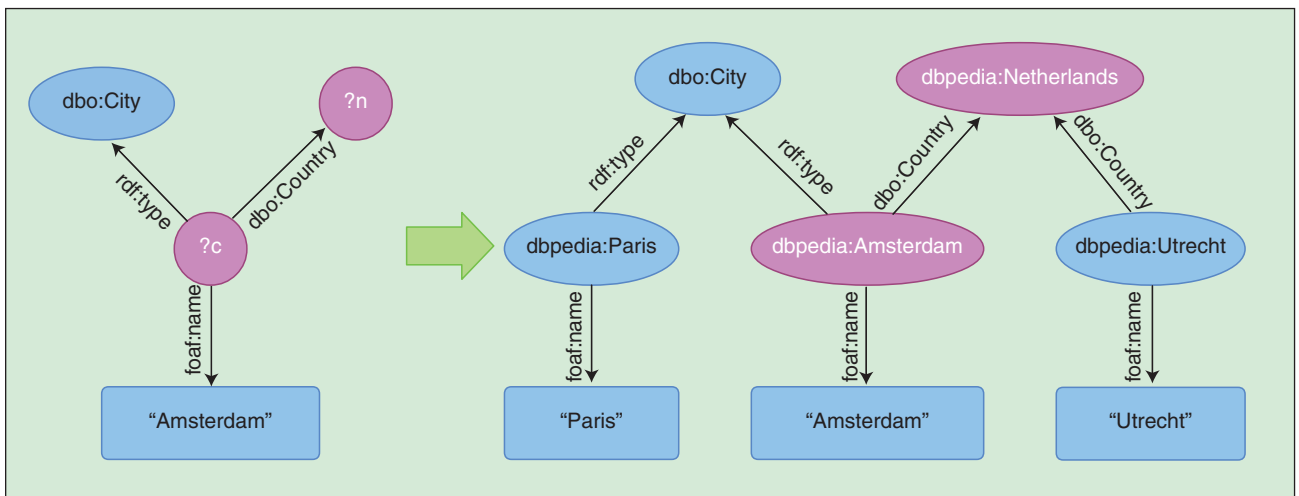 dbo:City
?n
rdf:type
dbo:Country
?c
foaf:name
“Amsterdam”
dbo:City
dbpedia:Netherlands
rdf:type
rdf:type
dbo:Country
dbo:Country
dbpedia:Paris
dbpedia:Amsterdam
dbpedia:Utrecht
foaf:name
foaf:name
foaf:name
“Paris”
“Amsterdam”
“Utrecht”